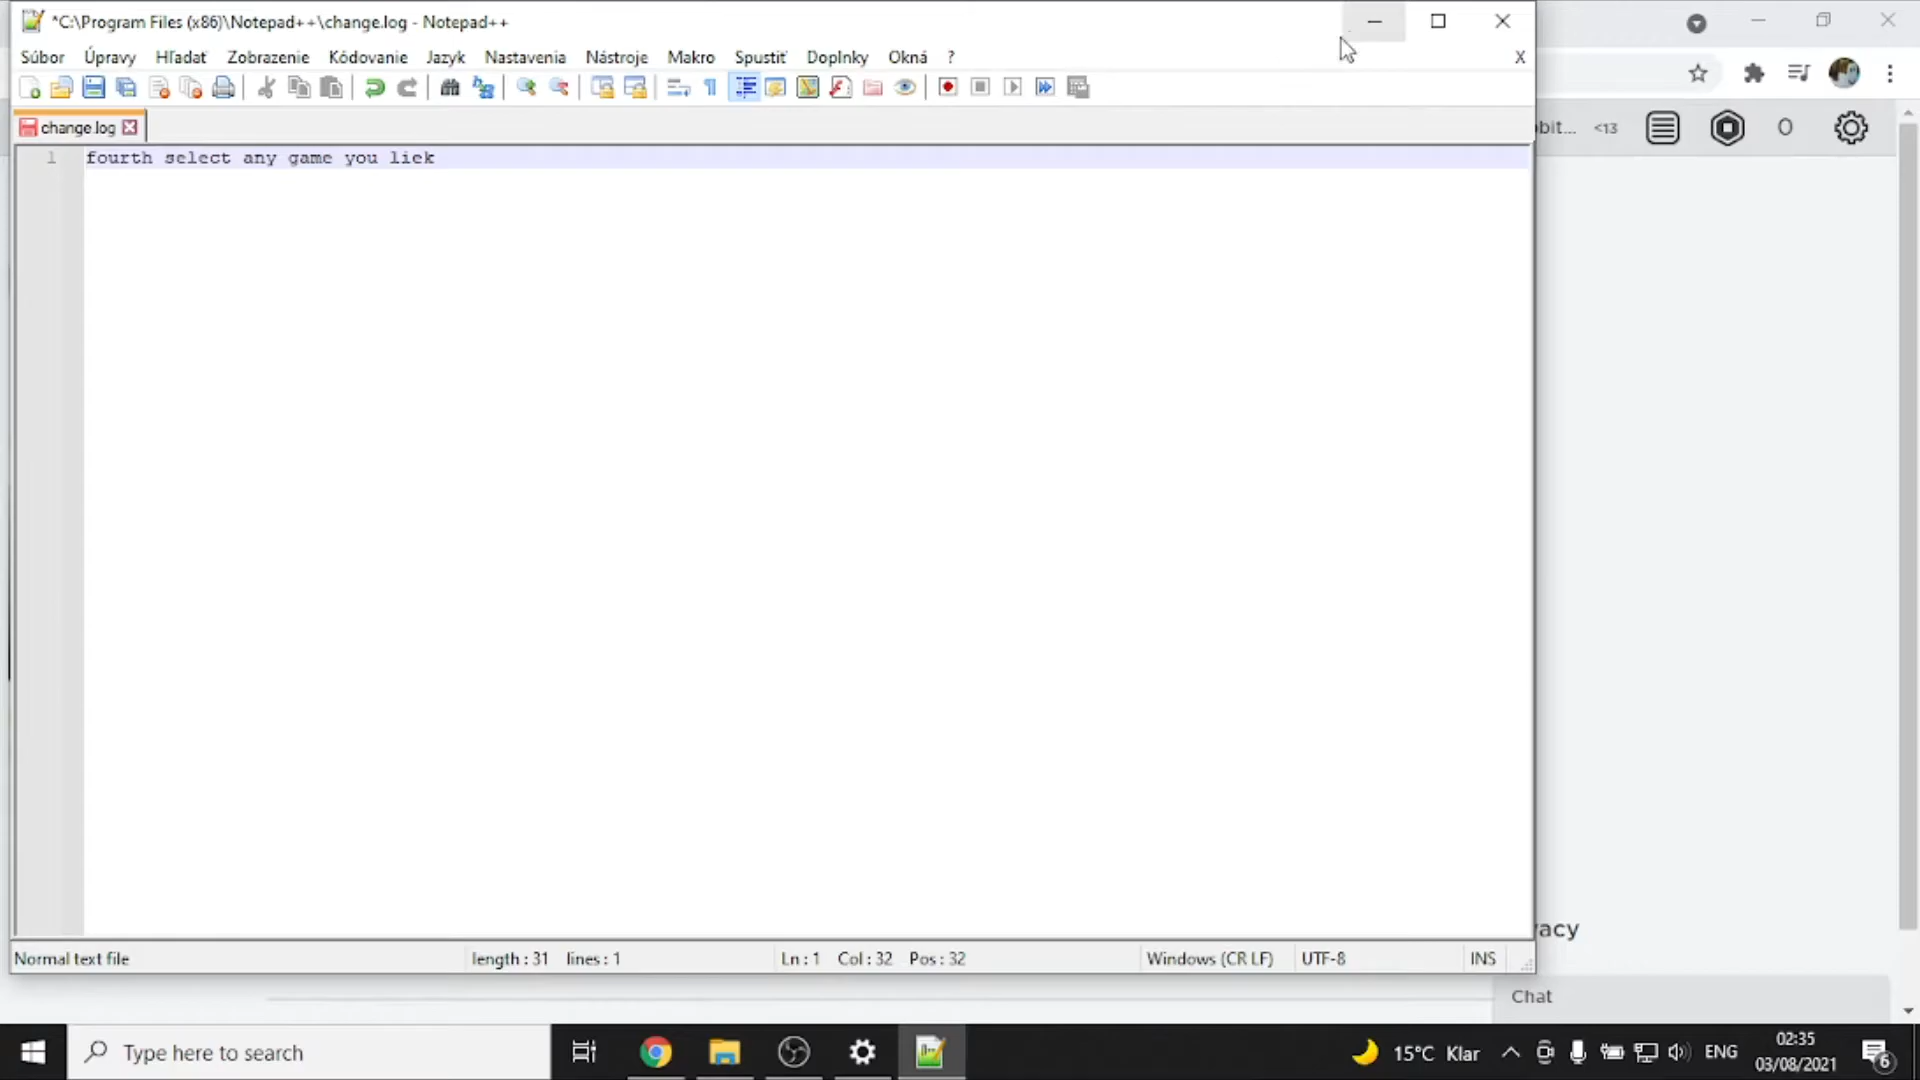 *C:\Program Files (x86)\Notepad++\change.log - Notepad++
Súbor Úpravy Hľadať Zobrazenie Kódovanie Jazyk Nastavenia Nástroje Makro Spustiť Doplnky Okná ? X
change.log
bit... <13 0
1 fourth select any game you liek
Normal text file length : 31 lines : 1 Ln : 1 Col : 32 Pos : 32 Windows (CR LF) UTF-8 INS
acy
Chat
Type here to search
15°C Klar ENG
02:35
03/08/2021
6